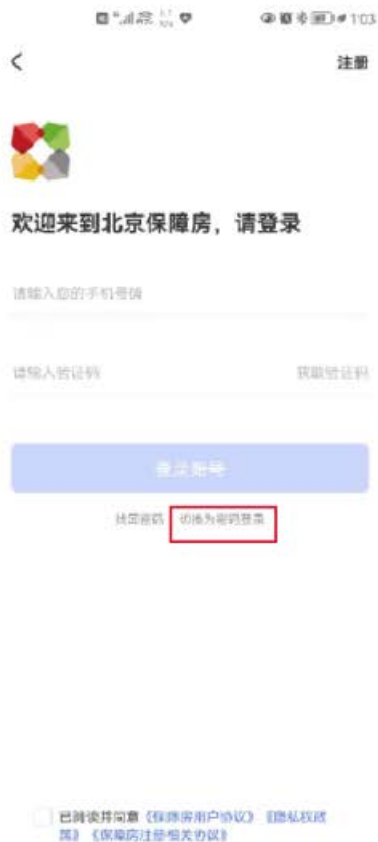 1:03
注册
欢迎来到北京保障房，请登录
请输入您的手机号码
请输入验证码 获取验证码
登录账号
找回密码 切换为密码登录
已阅读并同意《保障房用户协议》《隐私权政
策》《保障房注册相关协议》